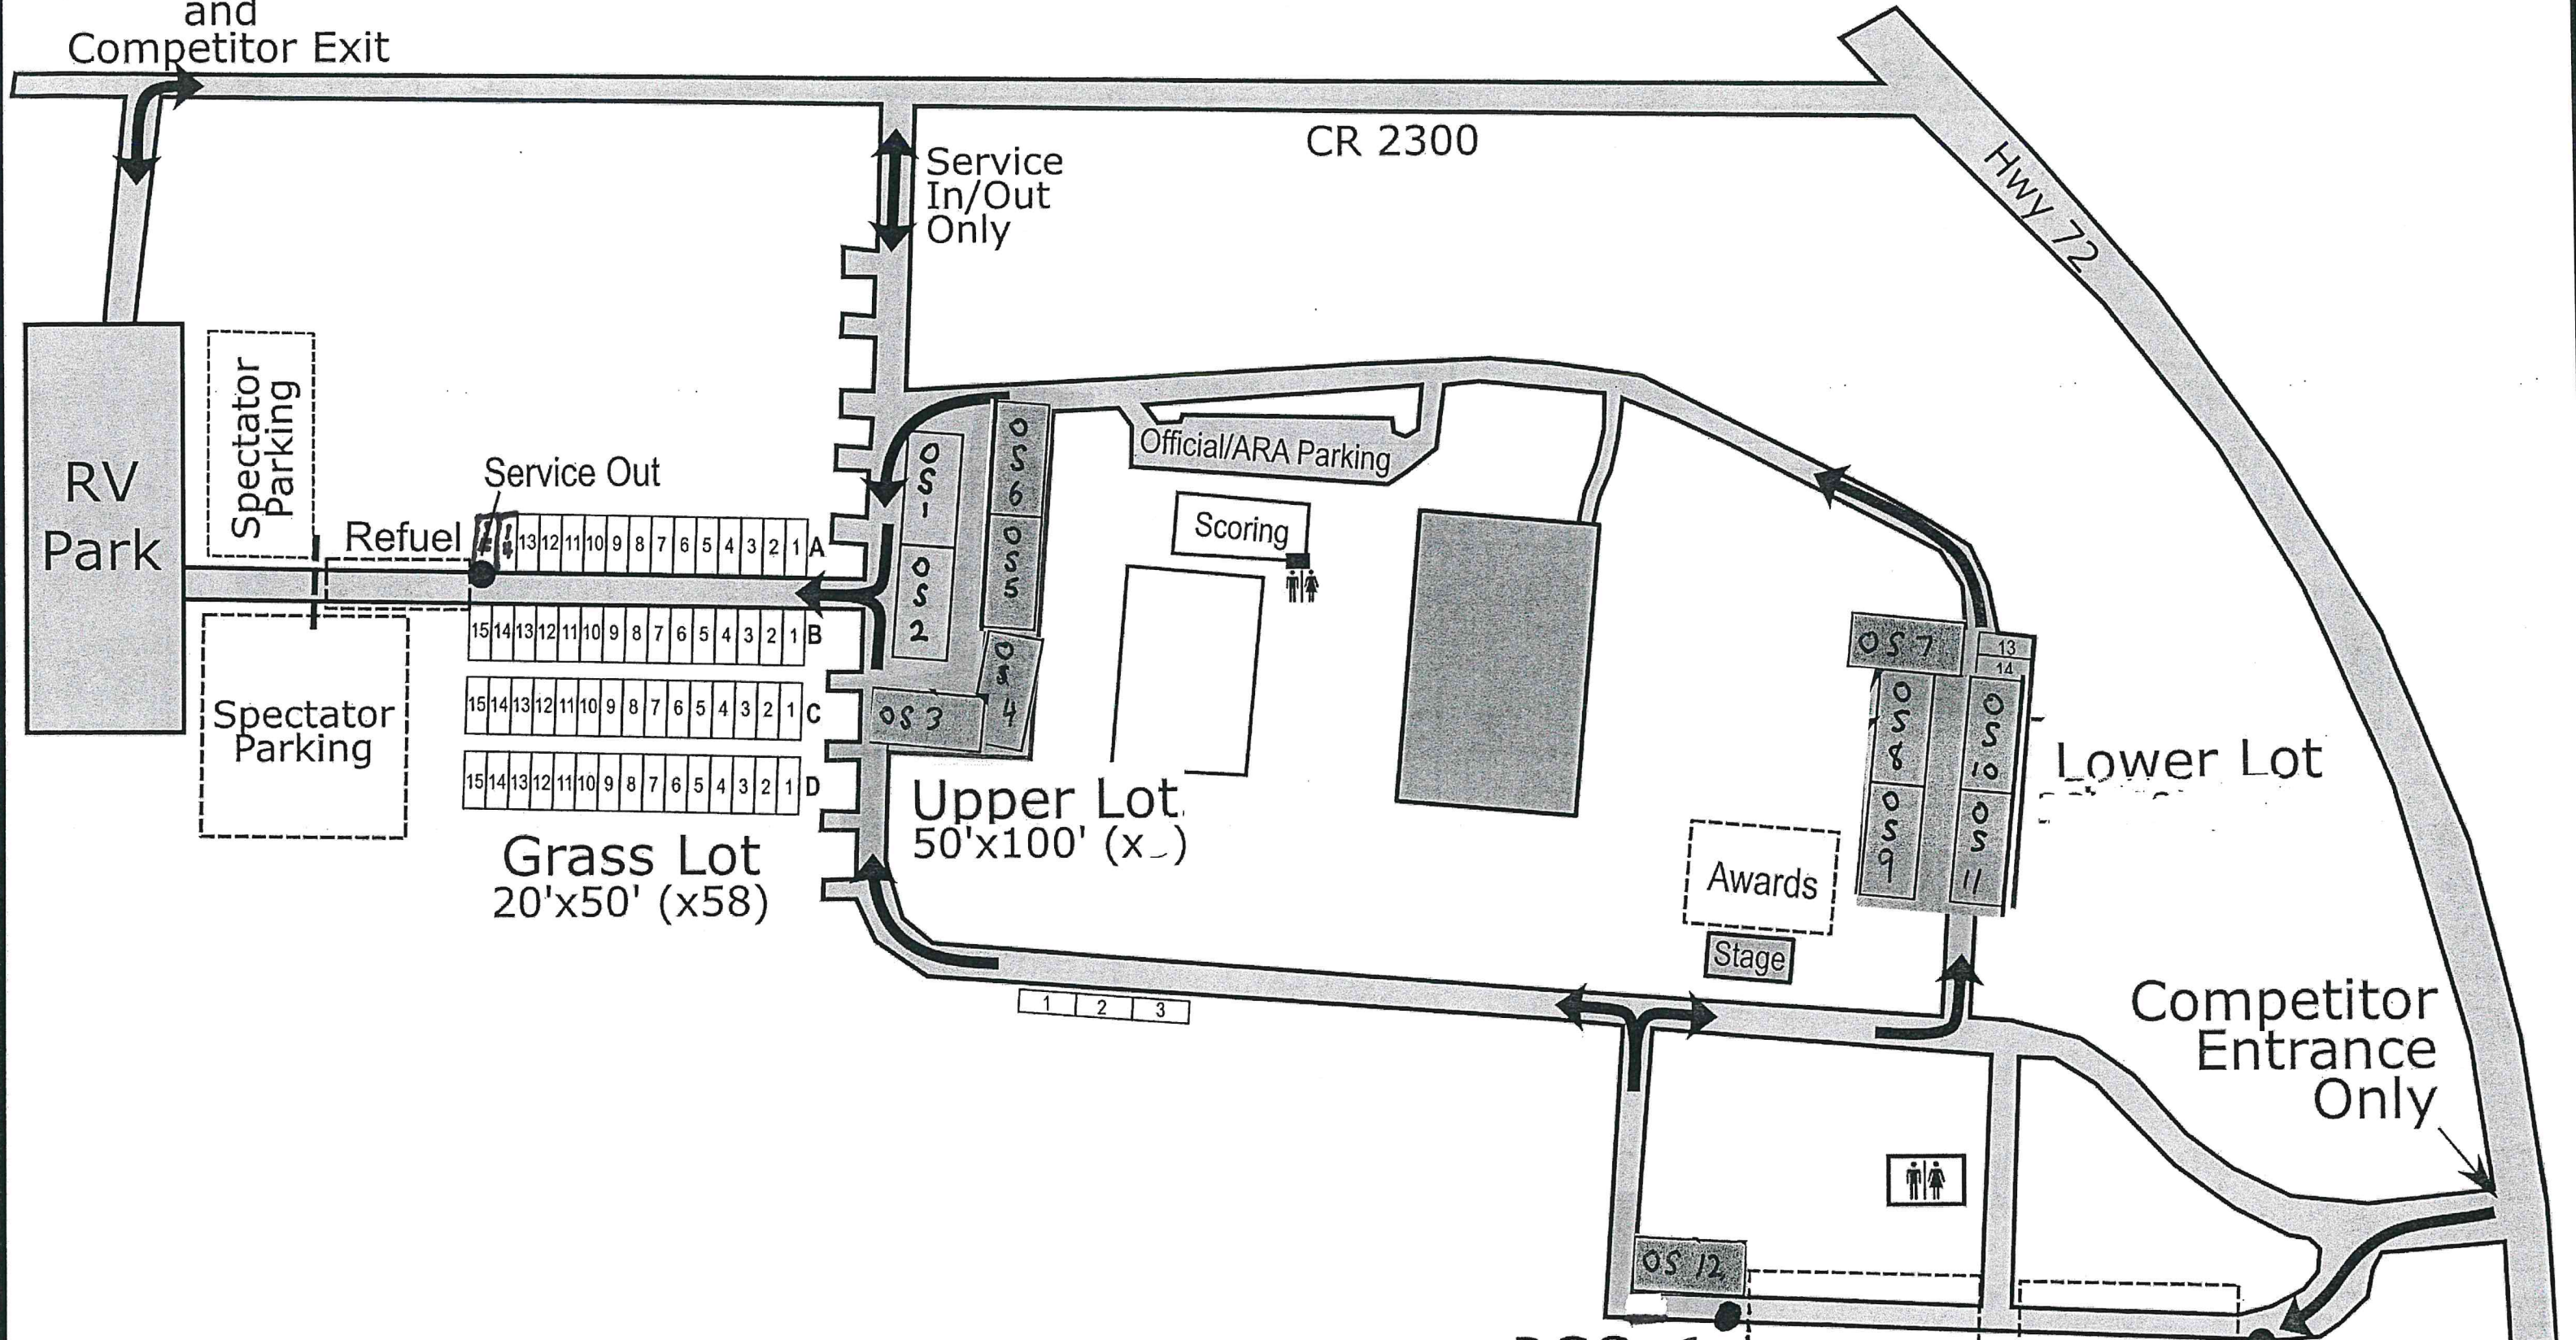 and
Competitor Exit
CR 2300
Hwy 72
Service
In/Out
Only
RV
Park
Spectator
Parking
Service Out
Refuel
13 12 11 10 9 8 7 6 5 4 3 2 1 A
15 14 13 12 11 10 9 8 7 6 5 4 3 2 1 B
15 14 13 12 11 10 9 8 7 6 5 4 3 2 1 C
15 14 13 12 11 10 9 8 7 6 5 4 3 2 1 D
Spectator
Parking
Grass Lot
20'x50' (x58)
OS 1
OS 2
OS 6
OS 5
OS 4
OS 3
Upper Lot
50'x100' (x )
Official/ARA Parking
Scoring
OS 7
13
14
OS 8
OS 10
OS 9
OS 11
Lower Lot
Awards
Stage
1 2 3
Competitor
Entrance
Only
OS 12